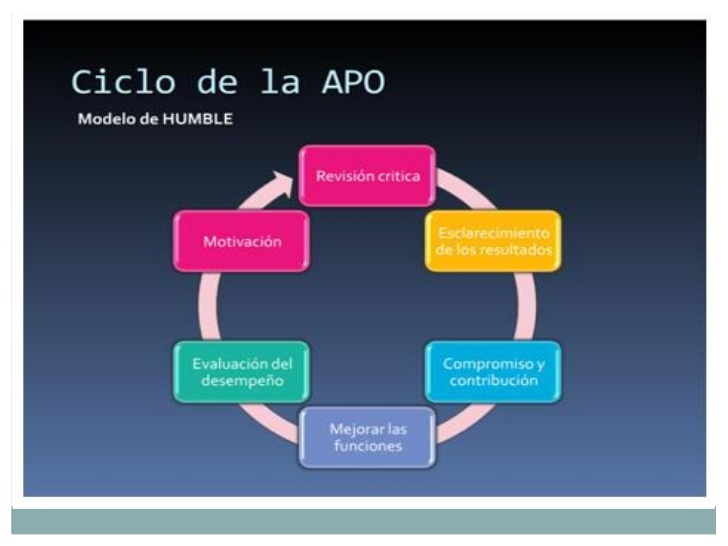 Ciclo de la APO
Modelo de HUMBLE
Revisión critica
Esclarecimiento
de los resultados
Compromiso y
contribución
Mejorar las
funciones
Evaluación del
desempeño
Motivación